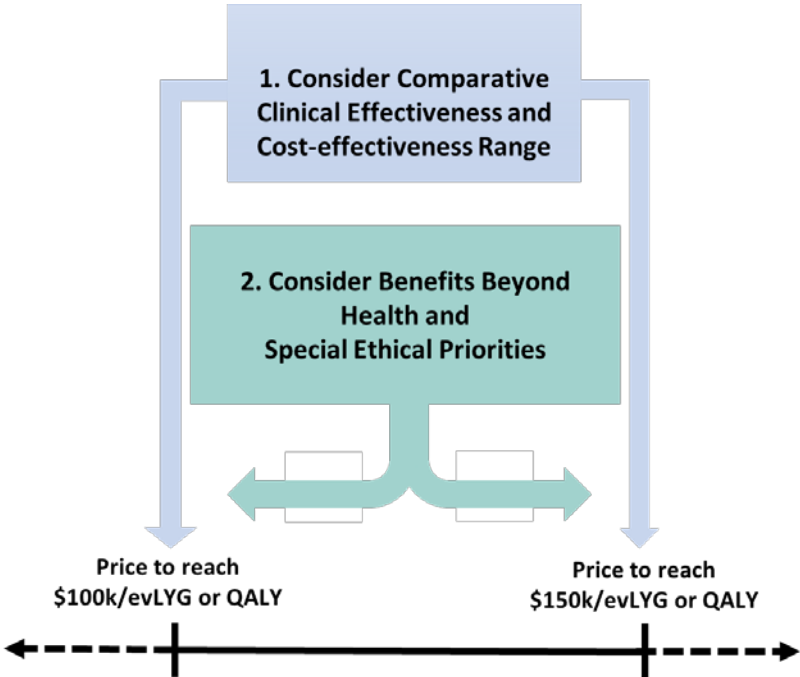 1. Consider Comparative
Clinical Effectiveness and
Cost-effectiveness Range
2. Consider Benefits Beyond
Health and
Special Ethical Priorities
Price to reach
$100k/evLYG or QALY
Price to reach
$150k/evLYG or QALY